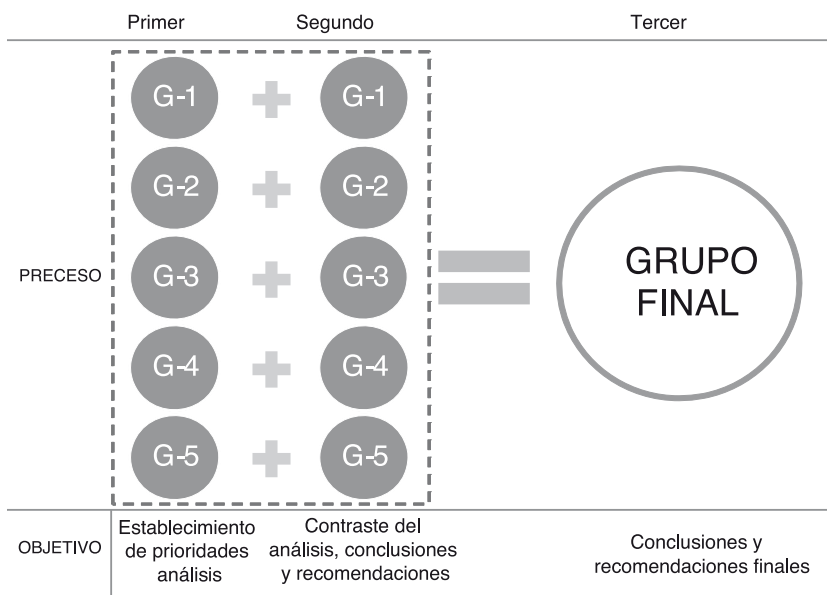 Primer Segundo Tercer
G-1 G-1
G-2 G-2
PRECESO G-3 G-3
GRUPO
FINAL
G-4 G-4
G-5 G-5
OBJETIVO
Establecimiento
de prioridades
análisis
Contraste del
análisis, conclusiones
y recomendaciones
Conclusiones y
recomendaciones finales